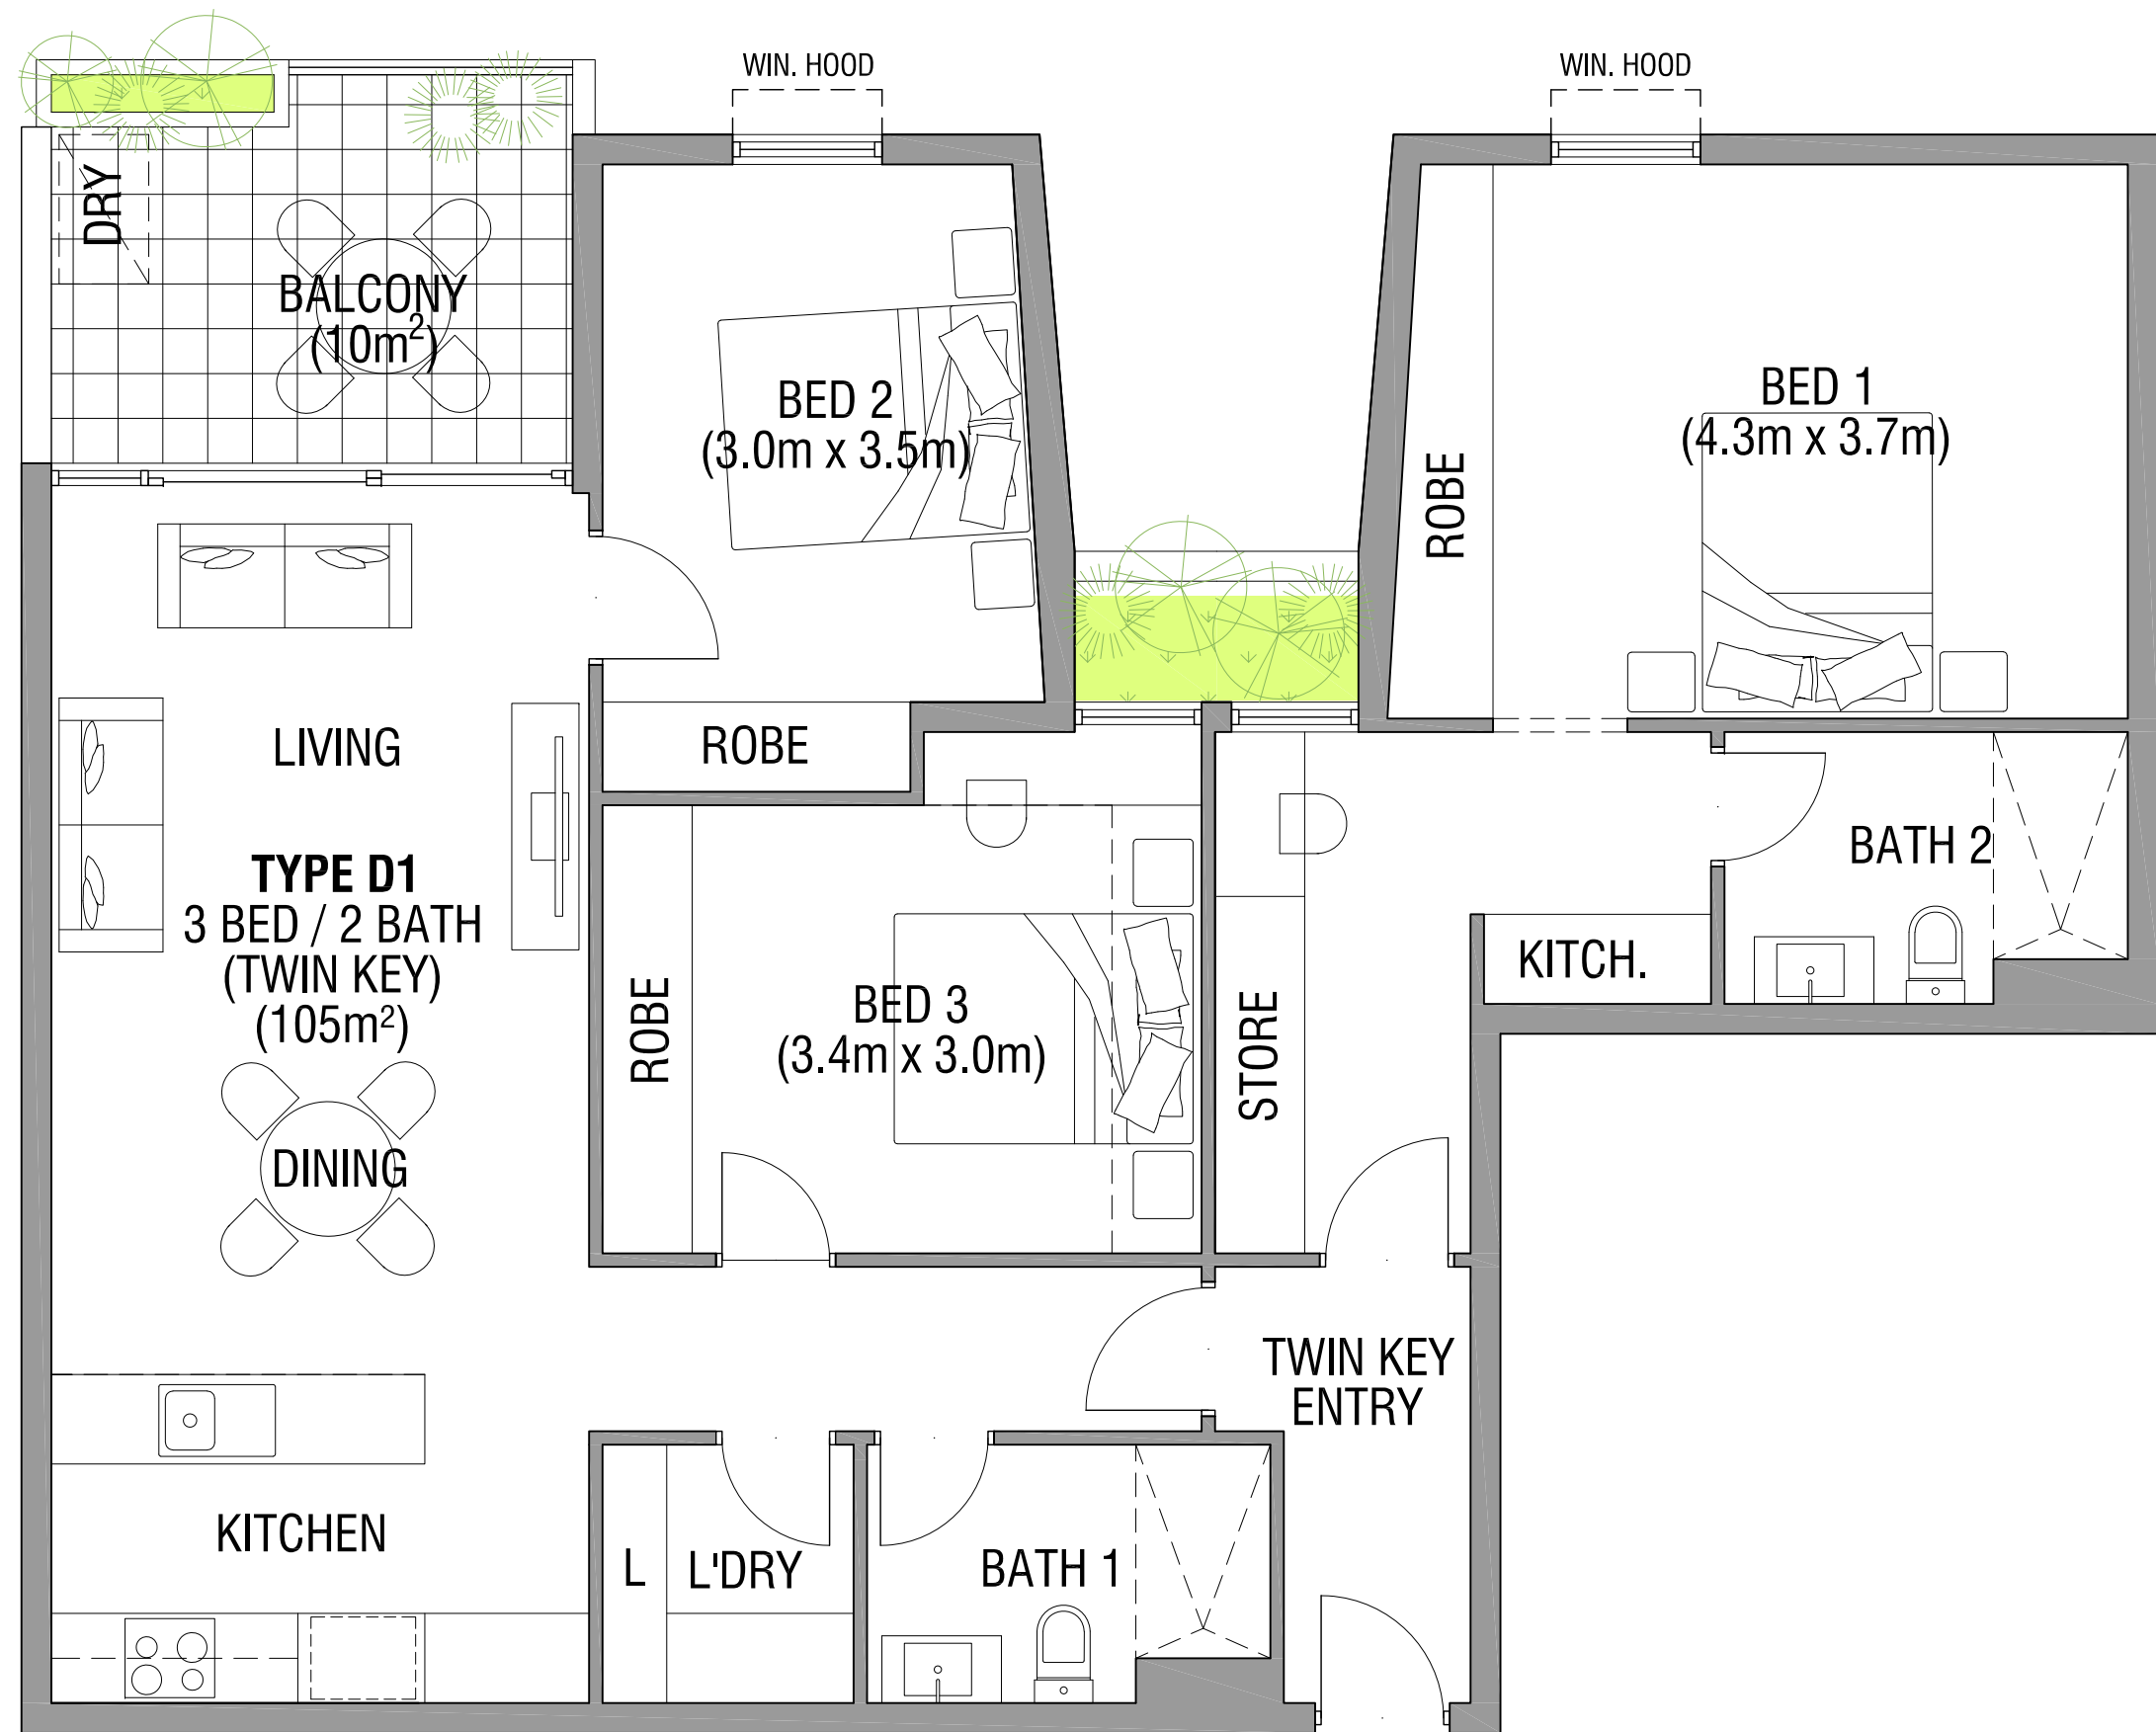 WIN. HOOD
WIN. HOOD
DRY
BALCONY
(10m²)
BED 2
(3.0m x 3.5m)
BED 1
(4.3m x 3.7m)
ROBE
LIVING
ROBE
TYPE D1
3 BED / 2 BATH
(TWIN KEY)
(105m²)
BATH 2
KITCH.
ROBE
BED 3
(3.4m x 3.0m)
STORE
DINING
TWIN KEY
ENTRY
KITCHEN
L
L'DRY
BATH 1